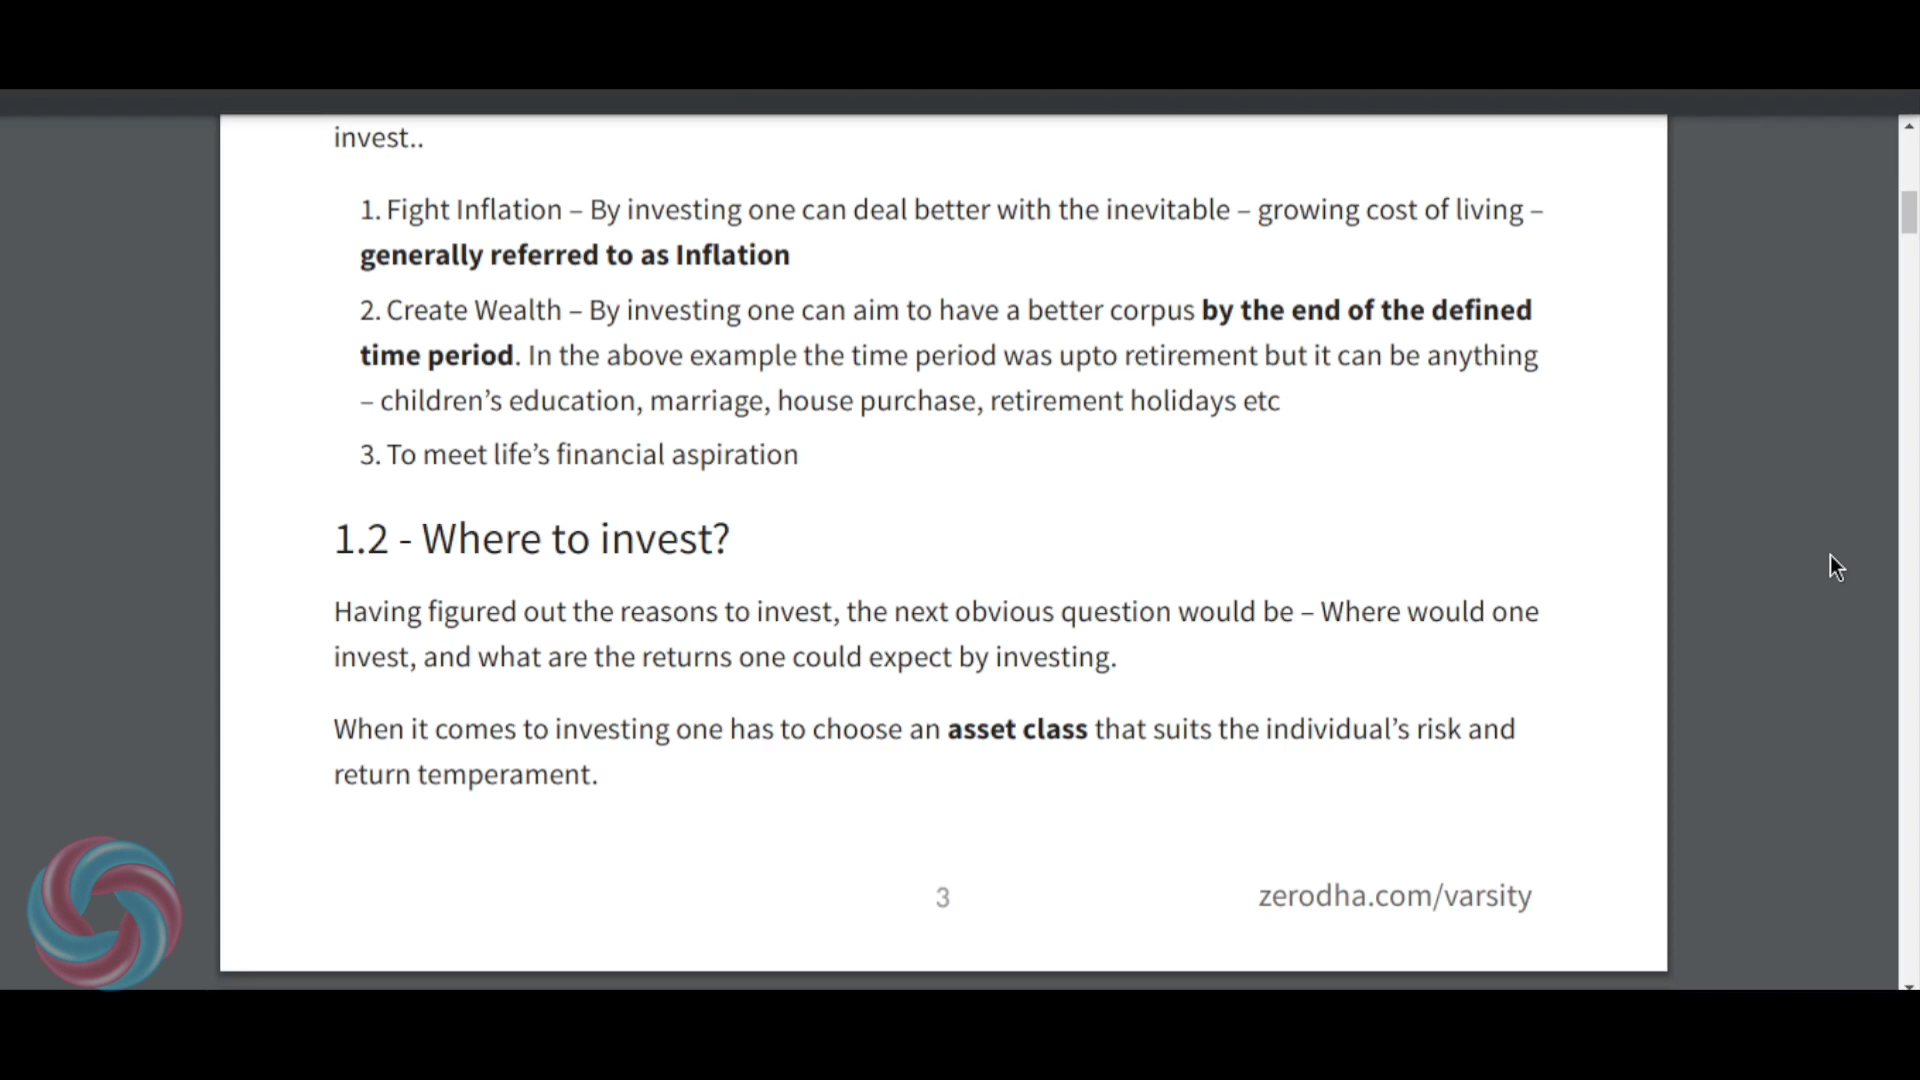 invest..
1. Fight Inflation – By investing one can deal better with the inevitable – growing cost of living –
generally referred to as Inflation
2. Create Wealth – By investing one can aim to have a better corpus by the end of the defined
time period. In the above example the time period was upto retirement but it can be anything
– children’s education, marriage, house purchase, retirement holidays etc
3. To meet life’s financial aspiration
1.2 - Where to invest?
Having figured out the reasons to invest, the next obvious question would be – Where would one
invest, and what are the returns one could expect by investing.
When it comes to investing one has to choose an asset class that suits the individual’s risk and
return temperament.
3
zerodha.com/varsity